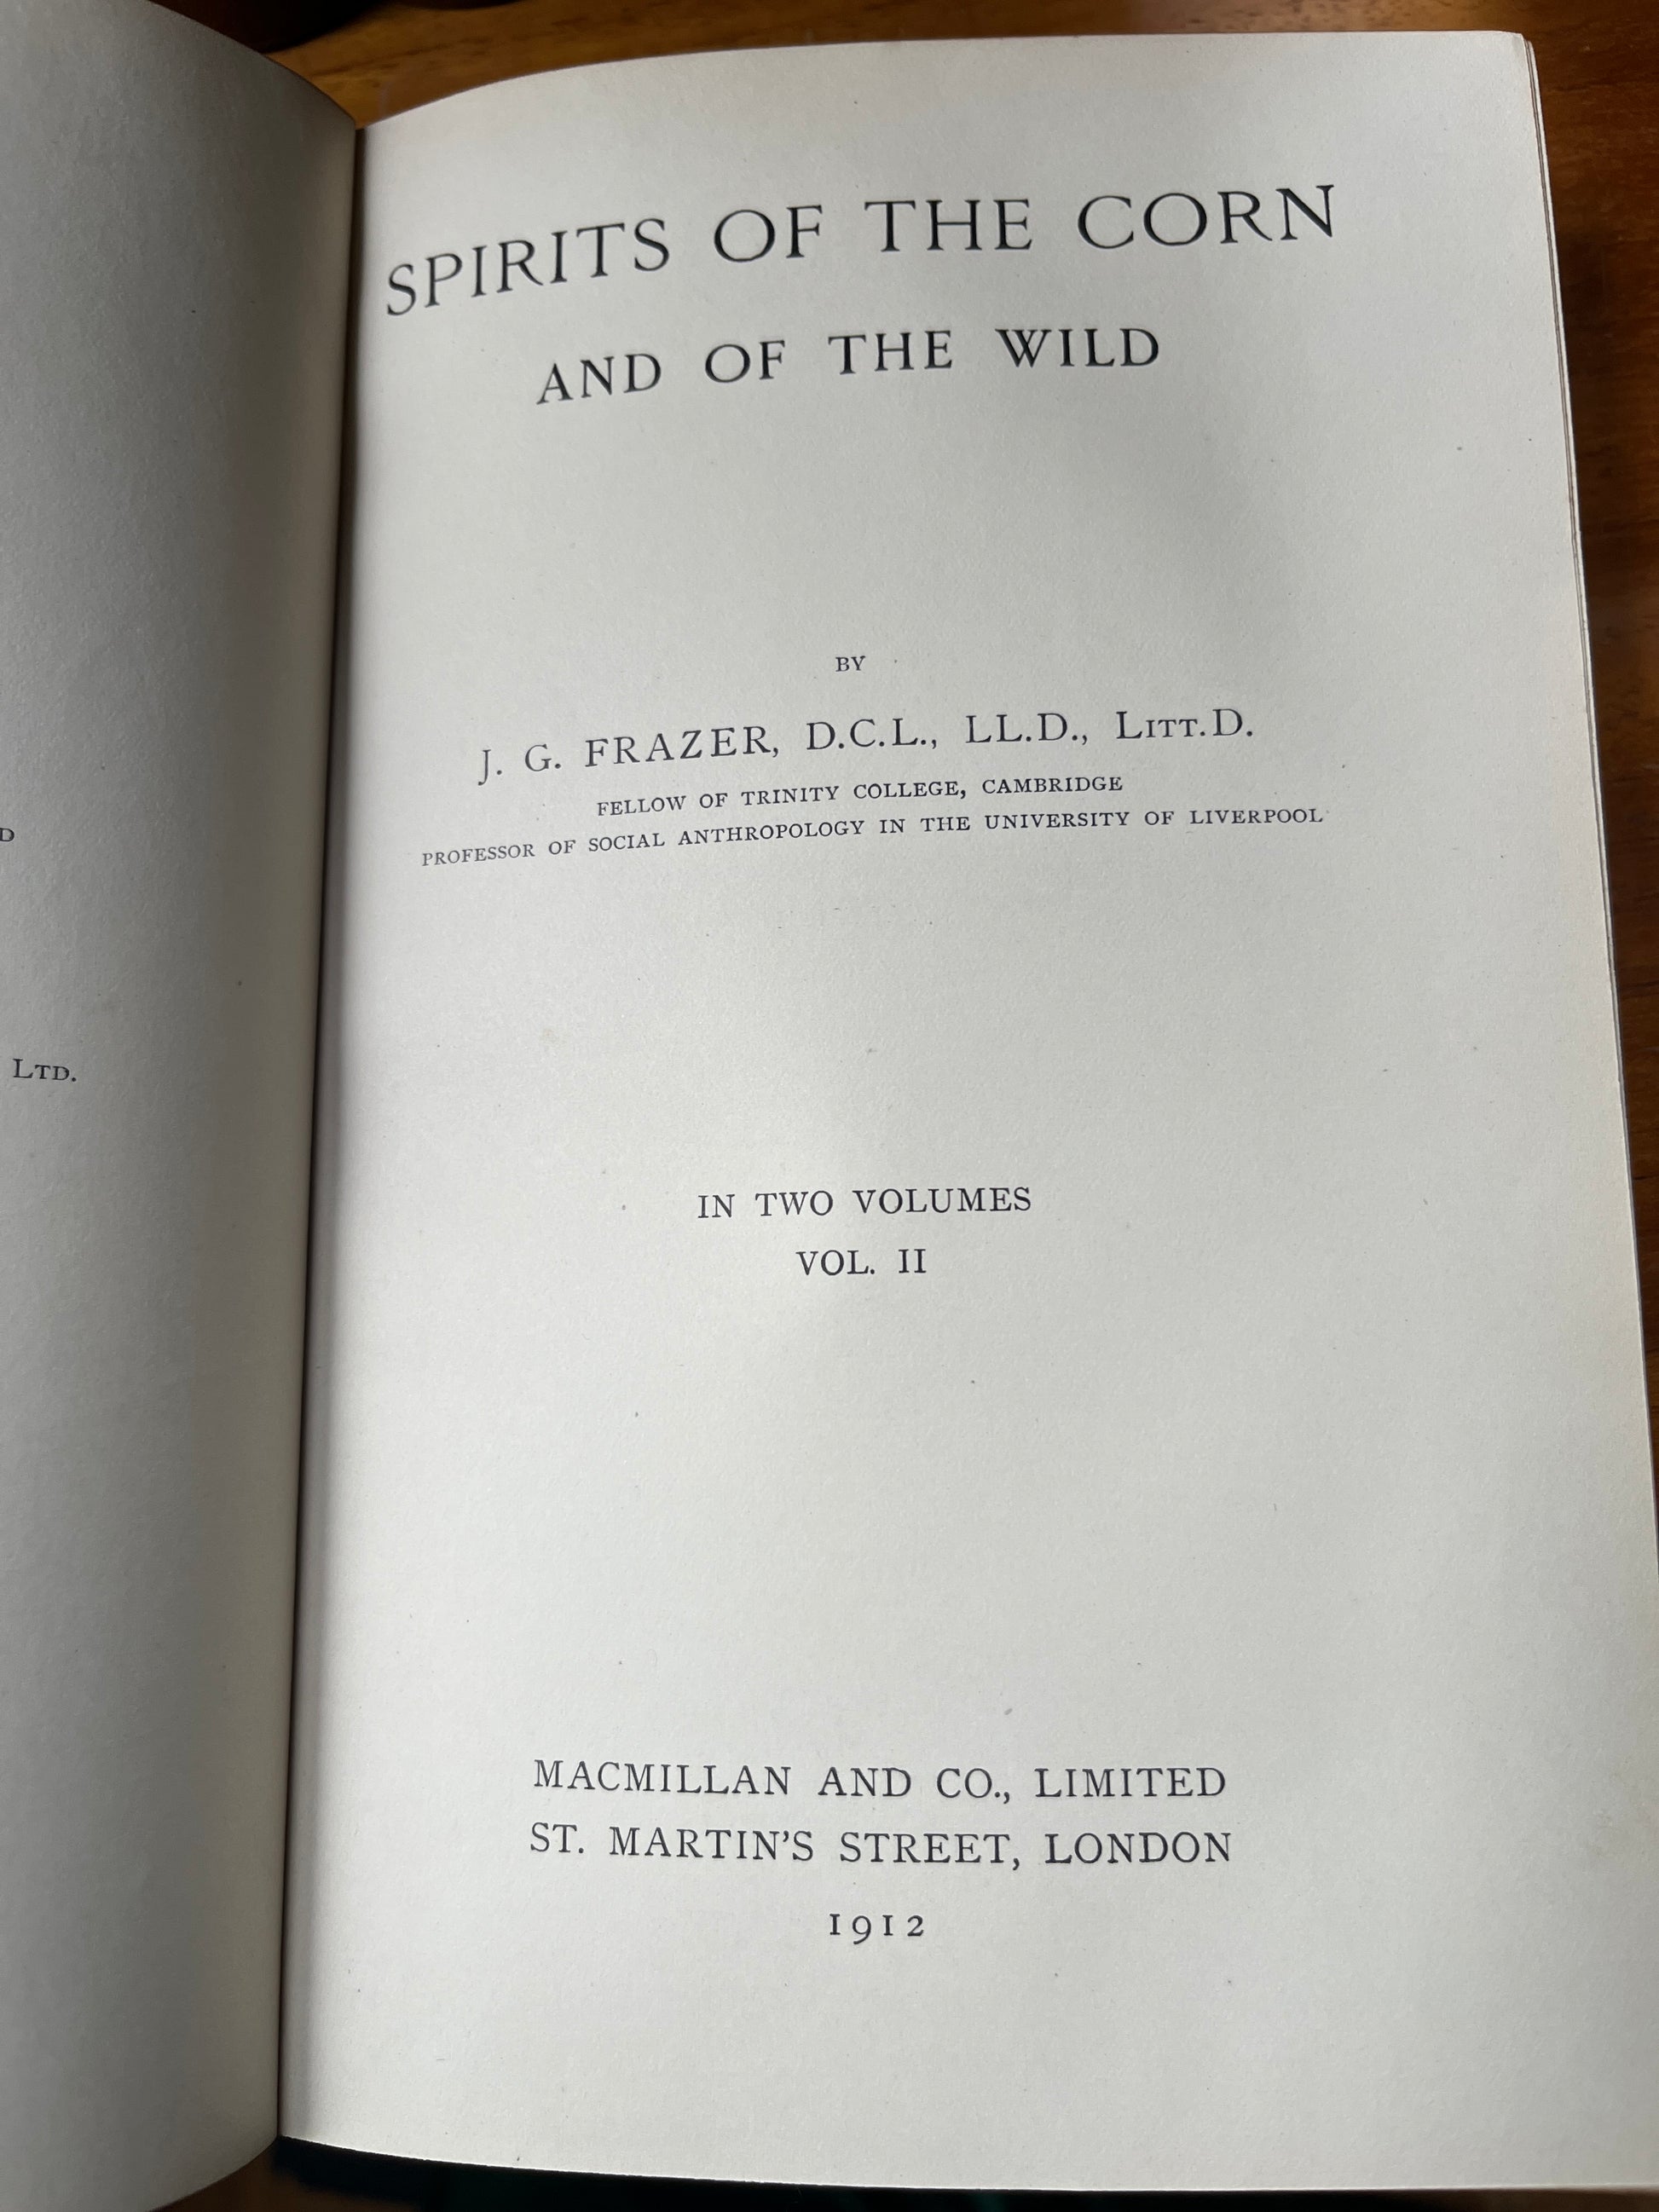 D
LTD.
SPIRITS OF THE CORN
AND OF THE WILD
BY
J. G. FRAZER, D.C.L., LL.D., LITT.D.
FELLOW OF TRINITY COLLEGE, CAMBRIDGE
PROFESSOR OF SOCIAL ANTHROPOLOGY IN THE UNIVERSITY OF LIVERPOOL
IN TWO VOLUMES
VOL. II
MACMILLAN AND CO., LIMITED
ST. MARTIN'S STREET, LONDON
1912